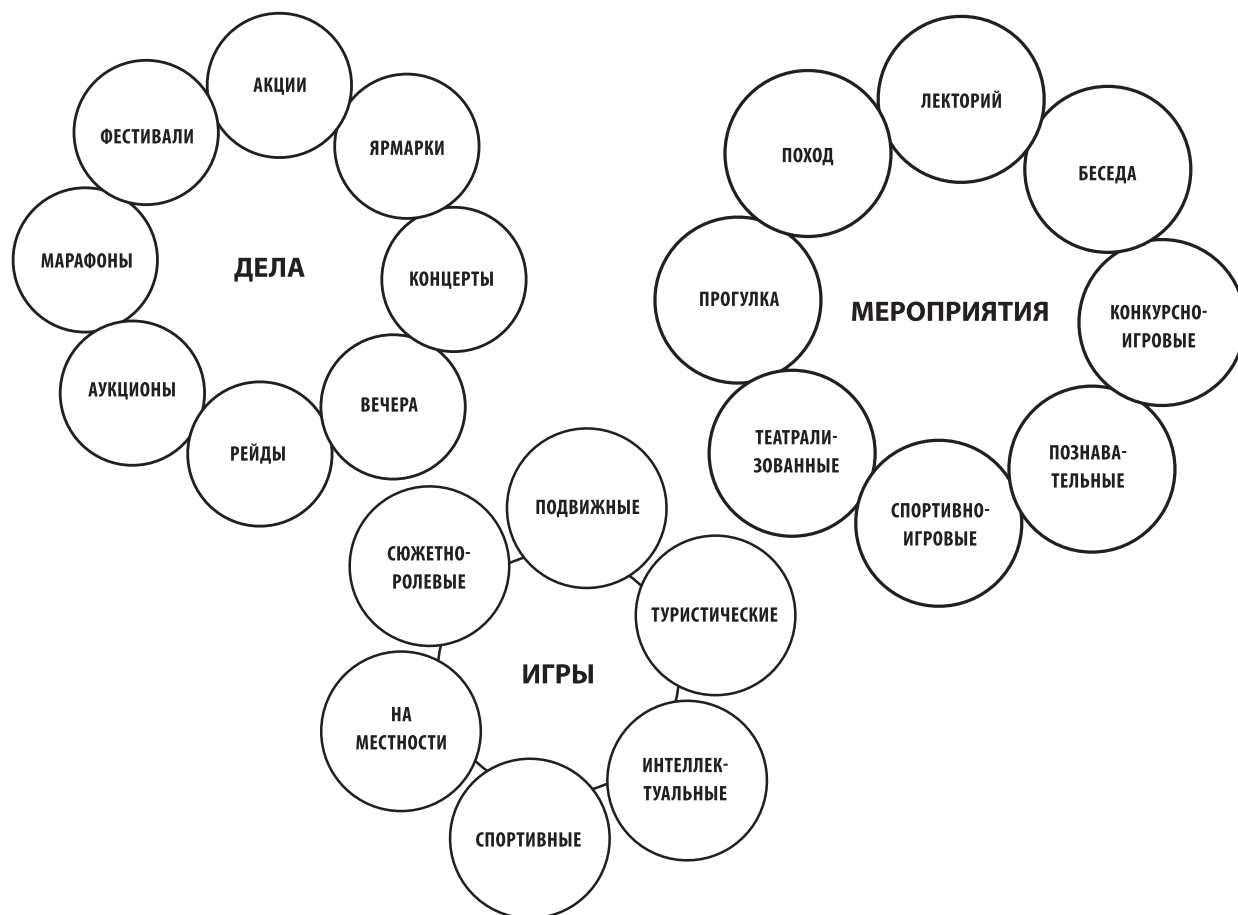 АКЦИИ
ФЕСТИВАЛИ
ЯРМАРКИ
МАРАФОНЫ
ДЕЛА
КОНЦЕРТЫ
АУКЦИОНЫ
ВЕЧЕРА
РЕЙДЫ
ЛЕКТОРИЙ
ПОХОД
БЕСЕДА
ПРОГУЛКА
МЕРОПРИЯТИЯ
КОНКУРСНО-
ИГРОВЫЕ
ТЕАТРАЛИ-
ЗОВАННЫЕ
ПОЗНАВА-
ТЕЛЬНЫЕ
СПОРТИВНО-
ИГРОВЫЕ
ПОДВИЖНЫЕ
СЮЖЕТНО-
РОЛЕВЫЕ
ТУРИСТИЧЕСКИЕ
ИГРЫ
НА
МЕСТНОСТИ
ИНТЕЛЛЕК-
ТУАЛЬНЫЕ
СПОРТИВНЫЕ